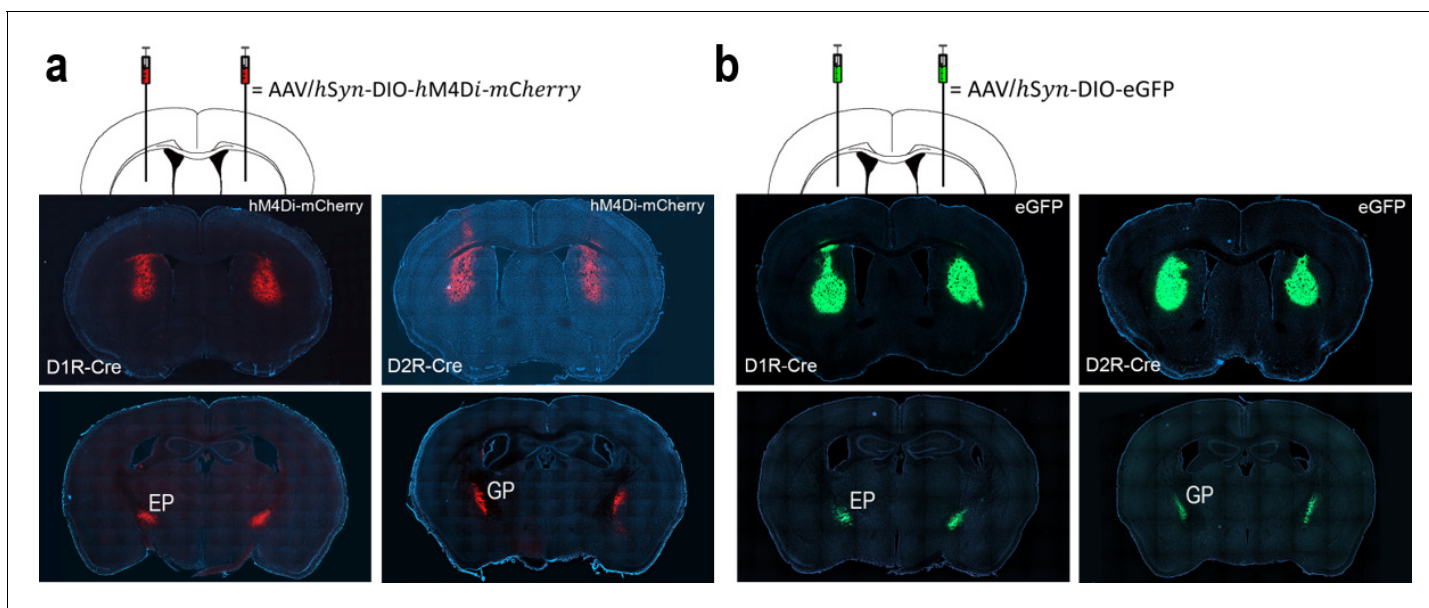 a
= AAV/hSyn-DIO-hM4Di-mCherry
hM4Di-mCherry
D1R-Cre
hM4Di-mCherry
D2R-Cre
EP
GP
b
= AAV/hSyn-DIO-eGFP
eGFP
D1R-Cre
eGFP
D2R-Cre
EP
GP